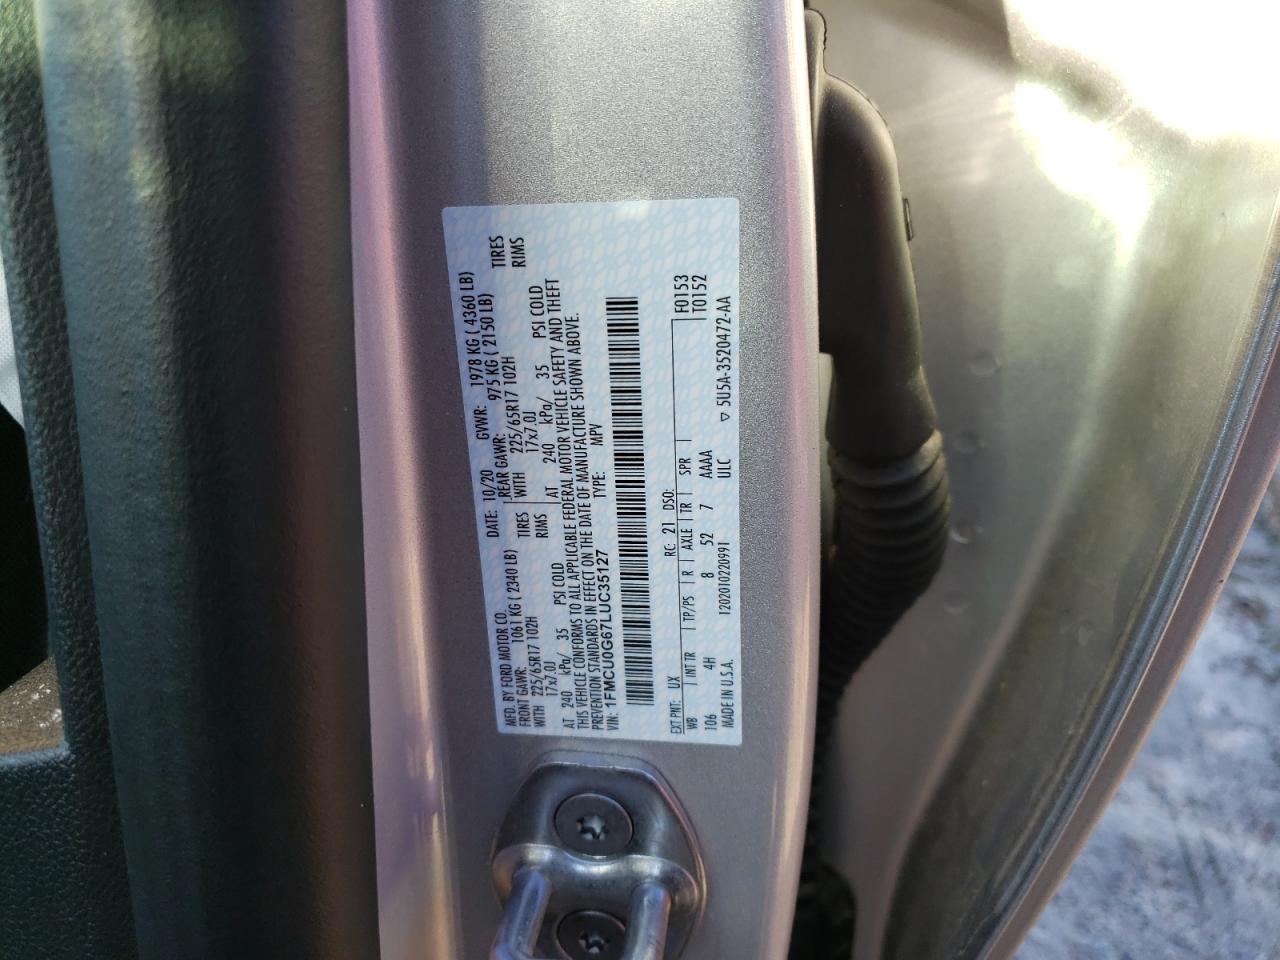 MFD. BY FORD MOTOR CO. DATE: 10/20 GVWR: 1978 KG ( 4360 LB)
FRONT GAWR: 1061 KG ( 2340 LB) REAR GAWR: 975 KG ( 2150 LB)
WITH 225/65R17 102H TIRES WITH 225/65R17 102H TIRES
17x7.0J RIMS 17x7.0J RIMS
AT 240 kPa/ 35 PSI COLD AT 240 kPa/ 35 PSI COLD
THIS VEHICLE CONFORMS TO ALL APPLICABLE FEDERAL MOTOR VEHICLE SAFETY AND THEFT
PREVENTION STANDARDS IN EFFECT ON THE DATE OF MANUFACTURE SHOWN ABOVE.
VIN: 1FMCU0G67LUC35127 TYPE: MPV
EXT PNT: UX RC: 21 DSO: F0153
WB INT TR TP/PS R AXLE TR SPR T0152
106 4H 8 52 7 AAAA
MADE IN U.S.A. 120201022099I ULC ▽ 5U5A-3520472-AA